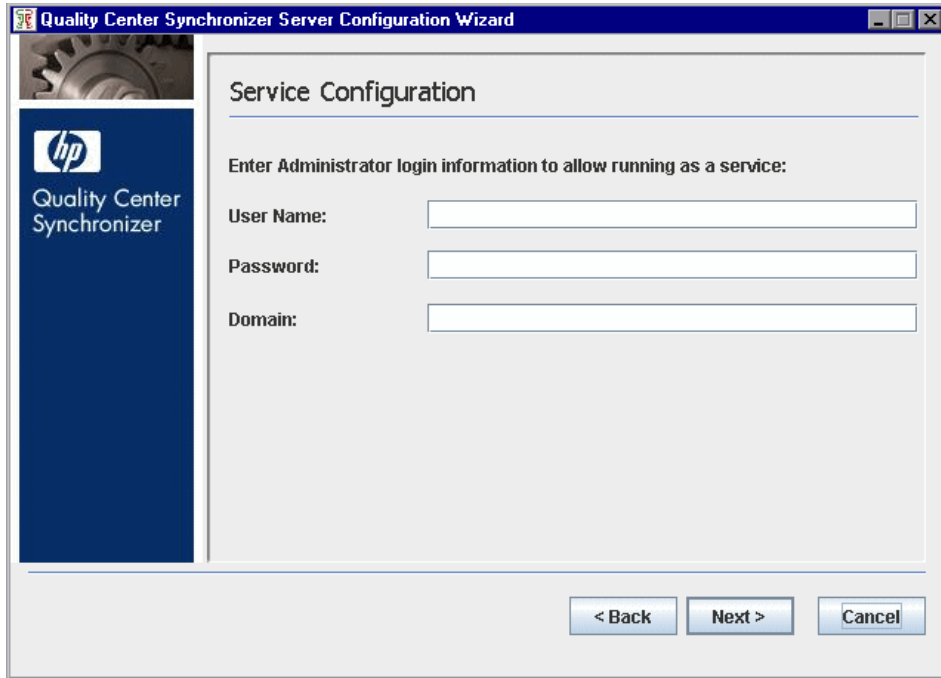 Quality Center Synchronizer Server Configuration Wizard
hp
Quality Center
Synchronizer
Service Configuration
Enter Administrator login information to allow running as a service:
User Name:
Password:
Domain:
< Back
Next >
Cancel